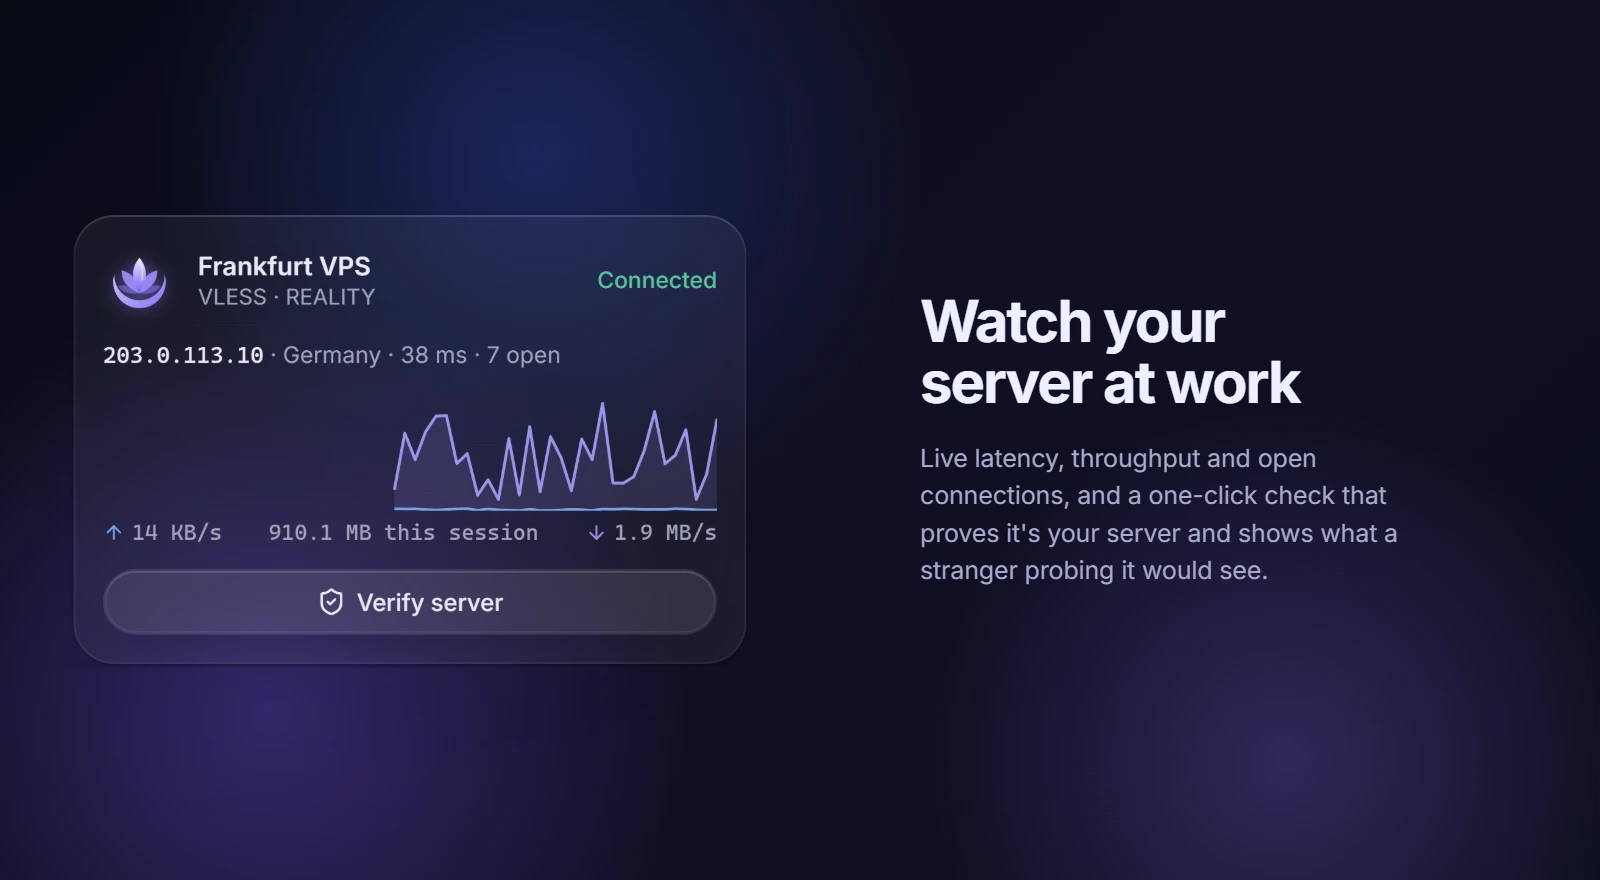 Frankfurt VPS
VLESS · REALITY
Connected
203.0.113.10 · Germany · 38 ms · 7 open
↑ 14 KB/s 910.1 MB this session ↓ 1.9 MB/s
Verify server
Watch your
server at work
Live latency, throughput and open
connections, and a one-click check that
proves it's your server and shows what a
stranger probing it would see.